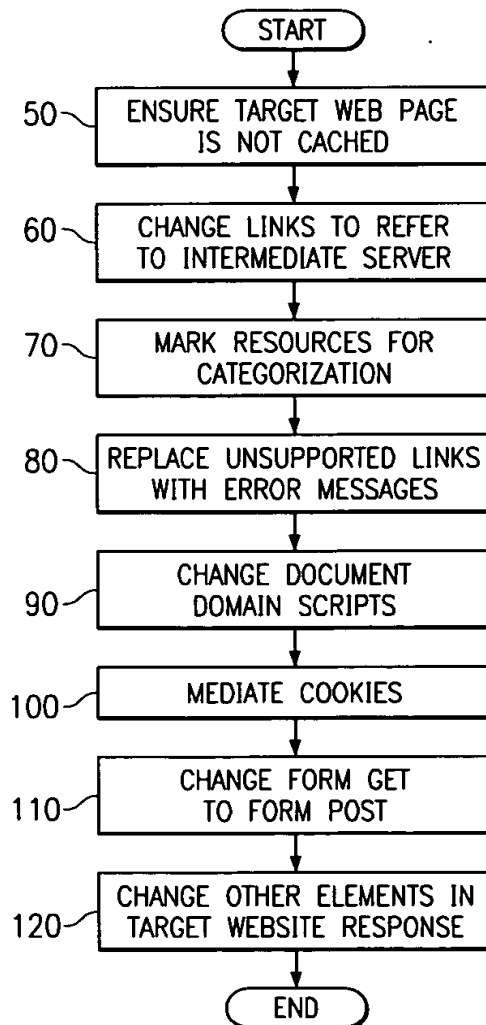 START
50
ENSURE TARGET WEB PAGE
IS NOT CACHED
60
CHANGE LINKS TO REFER
TO INTERMEDIATE SERVER
70
MARK RESOURCES FOR
CATEGORIZATION
80
REPLACE UNSUPPORTED LINKS
WITH ERROR MESSAGES
90
CHANGE DOCUMENT
DOMAIN SCRIPTS
100
MEDIATE COOKIES
110
CHANGE FORM GET
TO FORM POST
120
CHANGE OTHER ELEMENTS IN
TARGET WEBSITE RESPONSE
END